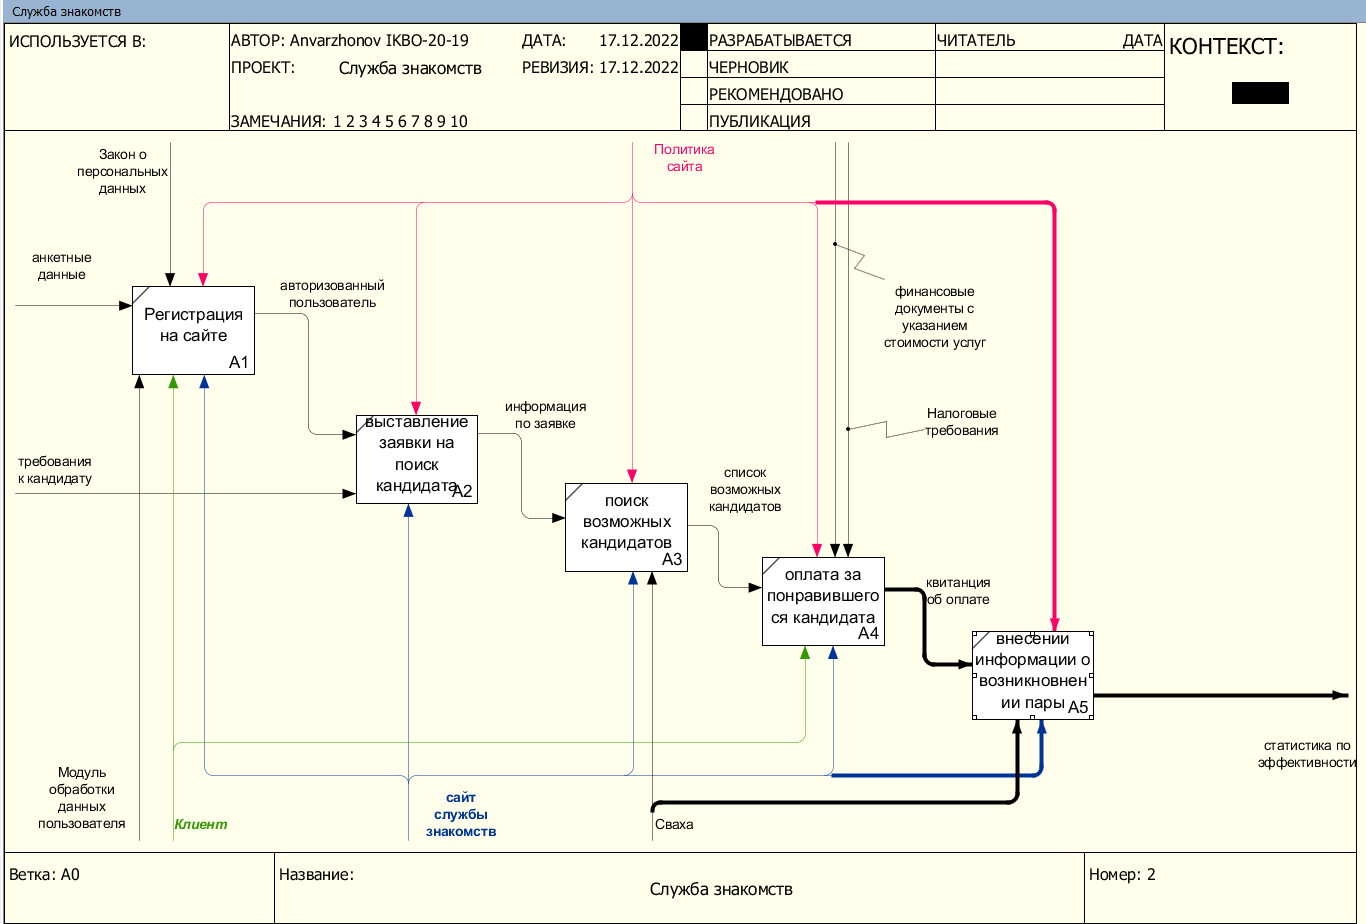 Служба знакомств
ИСПОЛЬЗУЕТСЯ В:
АВТОР: Anvarzhonov IKBO-20-19
ДАТА: 17.12.2022
ПРОЕКТ: Служба знакомств
РЕВИЗИЯ: 17.12.2022
ЗАМЕЧАНИЯ: 1 2 3 4 5 6 7 8 9 10
РАЗРАБАТЫВАЕТСЯ
ЧЕРНОВИК
РЕКОМЕНДОВАНО
ПУБЛИКАЦИЯ
ЧИТАТЕЛЬ
ДАТА
КОНТЕКСТ:
Закон о
персональных
данных
Политика
сайта
анкетные
данные
авторизованный
пользователь
Регистрация
на сайте
A1
финансовые
документы с
указанием
стоимости услуг
информация
по заявке
Налоговые
требования
выставление
заявки на
поиск
кандидата
A2
требования
к кандидату
список
возможных
кандидатов
поиск
возможных
кандидатов
A3
оплата за
понравившего
ся кандидата
A4
квитанция
об оплате
внесении
информации о
возникновнен
ии пары
A5
статистика по
эффективности
Модуль
обработки
данных
пользователя
Клиент
сайт
службы
знакомств
Сваха
Ветка: A0
Название:
Служба знакомств
Номер: 2